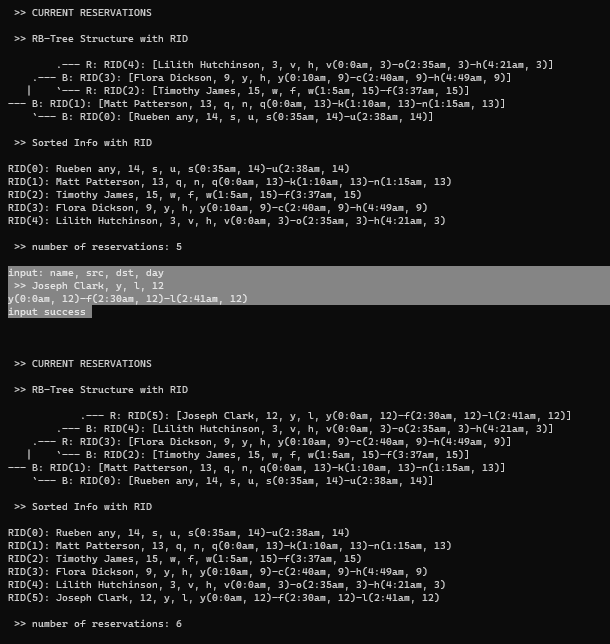 >> CURRENT RESERVATIONS
>> RB-Tree Structure with RID
.--- R: RID(4): [Lilith Hutchinson, 3, v, h, v(0:0am, 3)-o(2:35am, 3)-h(4:21am, 3)]
.--- B: RID(3): [Flora Dickson, 9, y, h, y(0:10am, 9)-c(2:40am, 9)-h(4:49am, 9)]
|    `--- R: RID(2): [Timothy James, 15, w, f, w(1:5am, 15)-f(3:37am, 15)]
--- B: RID(1): [Matt Patterson, 13, q, n, q(0:0am, 13)-k(1:10am, 13)-n(1:15am, 13)]
`--- B: RID(0): [Rueben any, 14, s, u, s(0:35am, 14)-u(2:38am, 14)]
>> Sorted Info with RID
RID(0): Rueben any, 14, s, u, s(0:35am, 14)-u(2:38am, 14)
RID(1): Matt Patterson, 13, q, n, q(0:0am, 13)-k(1:10am, 13)-n(1:15am, 13)
RID(2): Timothy James, 15, w, f, w(1:5am, 15)-f(3:37am, 15)
RID(3): Flora Dickson, 9, y, h, y(0:10am, 9)-c(2:40am, 9)-h(4:49am, 9)
RID(4): Lilith Hutchinson, 3, v, h, v(0:0am, 3)-o(2:35am, 3)-h(4:21am, 3)
>> number of reservations: 5
input: name, src, dst, day
>> Joseph Clark, y, l, 12
y(0:0am, 12)-f(2:30am, 12)-l(2:41am, 12)
input success
>> CURRENT RESERVATIONS
>> RB-Tree Structure with RID
.--- R: RID(5): [Joseph Clark, 12, y, l, y(0:0am, 12)-f(2:30am, 12)-l(2:41am, 12)]
.--- B: RID(4): [Lilith Hutchinson, 3, v, h, v(0:0am, 3)-o(2:35am, 3)-h(4:21am, 3)]
.--- R: RID(3): [Flora Dickson, 9, y, h, y(0:10am, 9)-c(2:40am, 9)-h(4:49am, 9)]
|    `--- B: RID(2): [Timothy James, 15, w, f, w(1:5am, 15)-f(3:37am, 15)]
--- B: RID(1): [Matt Patterson, 13, q, n, q(0:0am, 13)-k(1:10am, 13)-n(1:15am, 13)]
`--- B: RID(0): [Rueben any, 14, s, u, s(0:35am, 14)-u(2:38am, 14)]
>> Sorted Info with RID
RID(0): Rueben any, 14, s, u, s(0:35am, 14)-u(2:38am, 14)
RID(1): Matt Patterson, 13, q, n, q(0:0am, 13)-k(1:10am, 13)-n(1:15am, 13)
RID(2): Timothy James, 15, w, f, w(1:5am, 15)-f(3:37am, 15)
RID(3): Flora Dickson, 9, y, h, y(0:10am, 9)-c(2:40am, 9)-h(4:49am, 9)
RID(4): Lilith Hutchinson, 3, v, h, v(0:0am, 3)-o(2:35am, 3)-h(4:21am, 3)
RID(5): Joseph Clark, 12, y, l, y(0:0am, 12)-f(2:30am, 12)-l(2:41am, 12)
>> number of reservations: 6